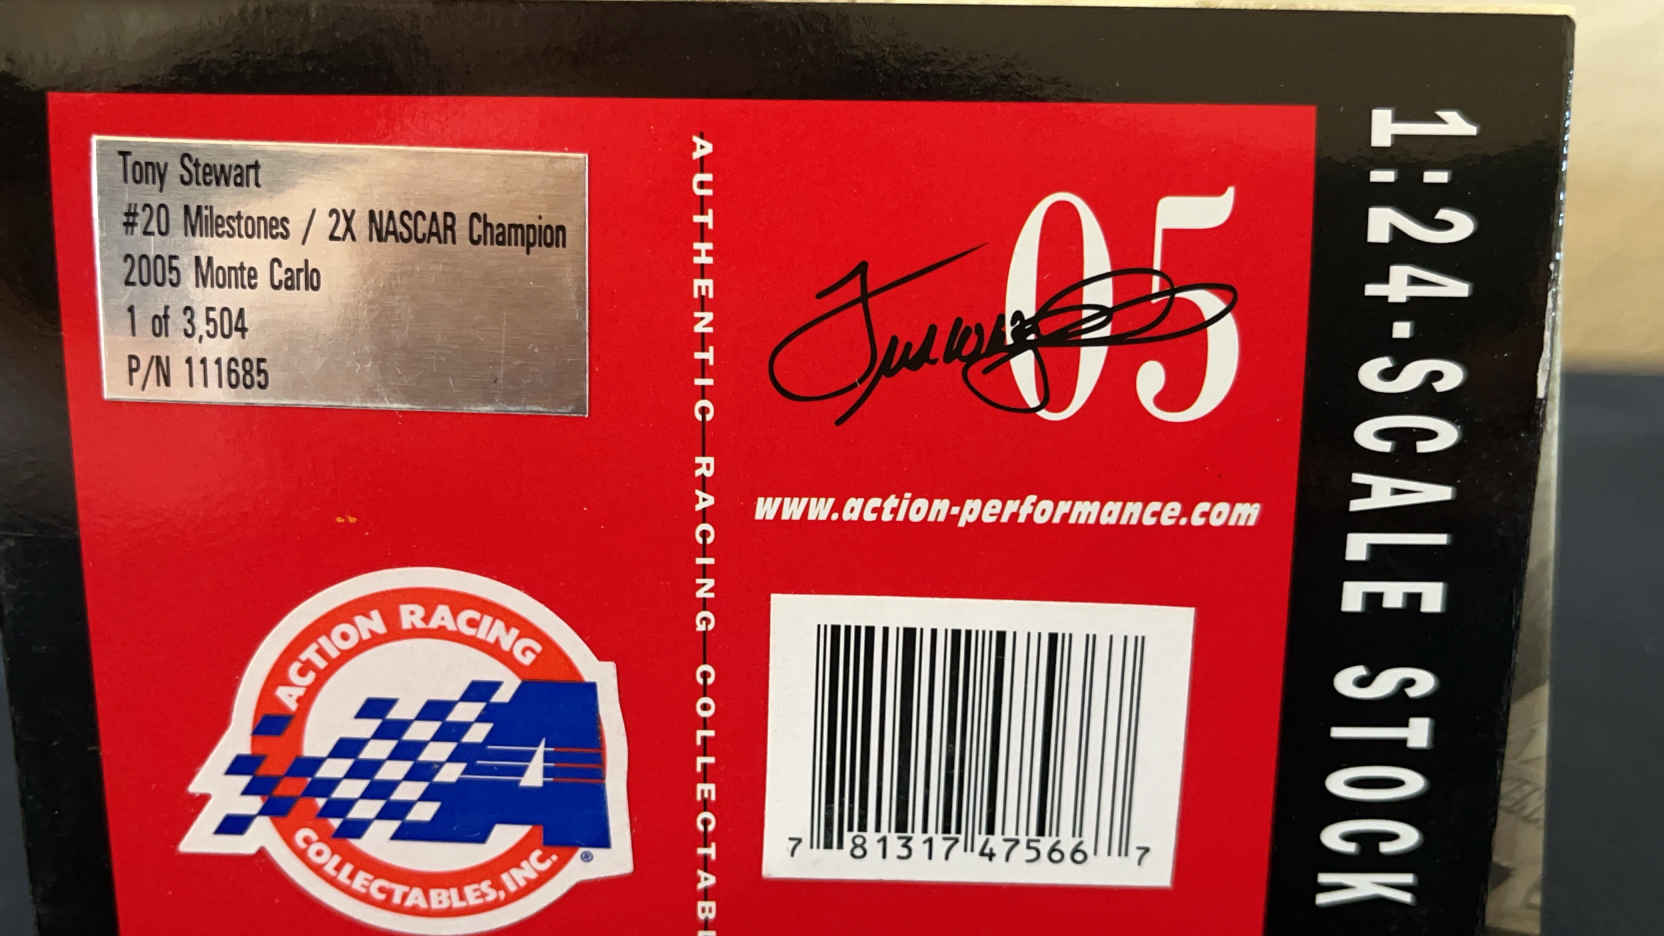 Tony Stewart
#20 Milestones / 2X NASCAR Champion
2005 Monte Carlo
1 of 3,504
P/N 111685
AUTHENTIC RACING COLLECTAB
05
www.action-performance.com
ACTION RACING
COLLECTABLES, INC.
®
7 81317 47566 7
1:24-SCALE STOCK